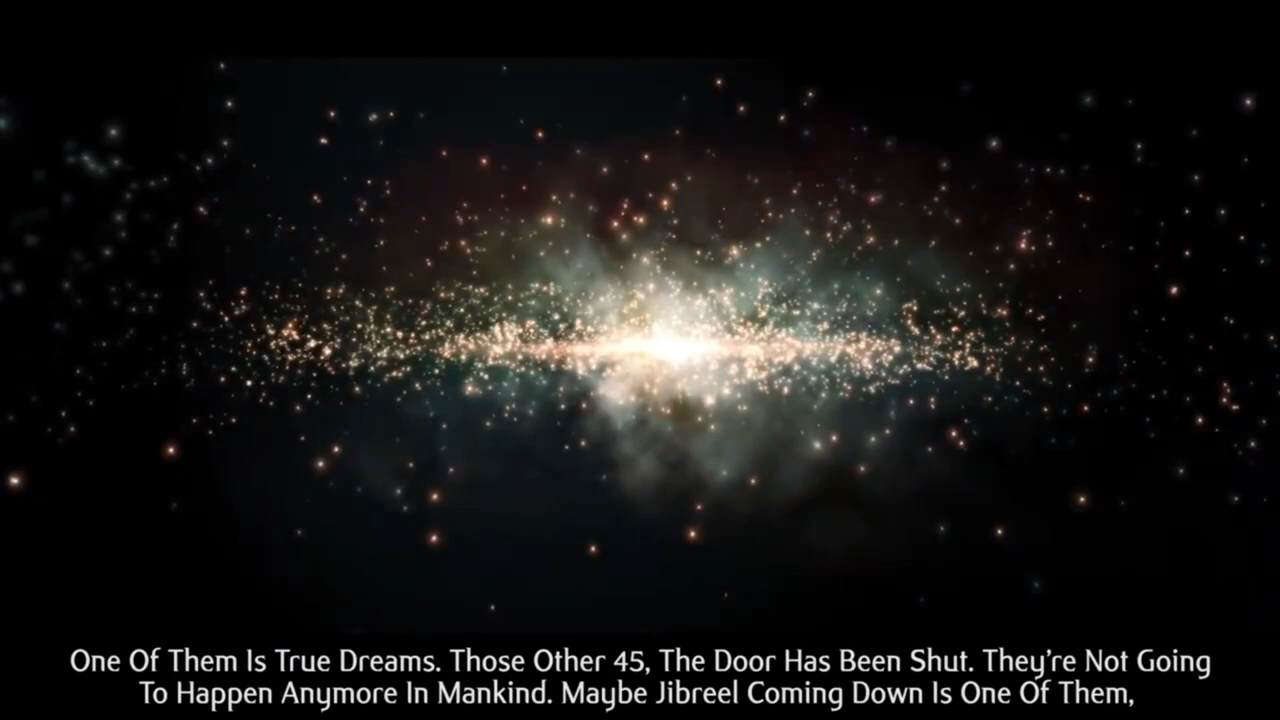 One Of Them Is True Dreams. Those Other 45, The Door Has Been Shut. They're Not Going
To Happen Anymore In Mankind. Maybe Jibreel Coming Down Is One Of Them,